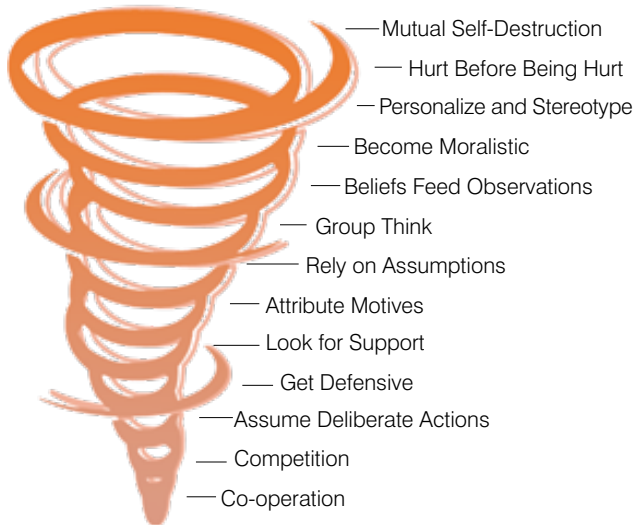 Mutual Self-Destruction
Hurt Before Being Hurt
Personalize and Stereotype
Become Moralistic
Beliefs Feed Observations
Group Think
Rely on Assumptions
Attribute Motives
Look for Support
Get Defensive
Assume Deliberate Actions
Competition
Co-operation